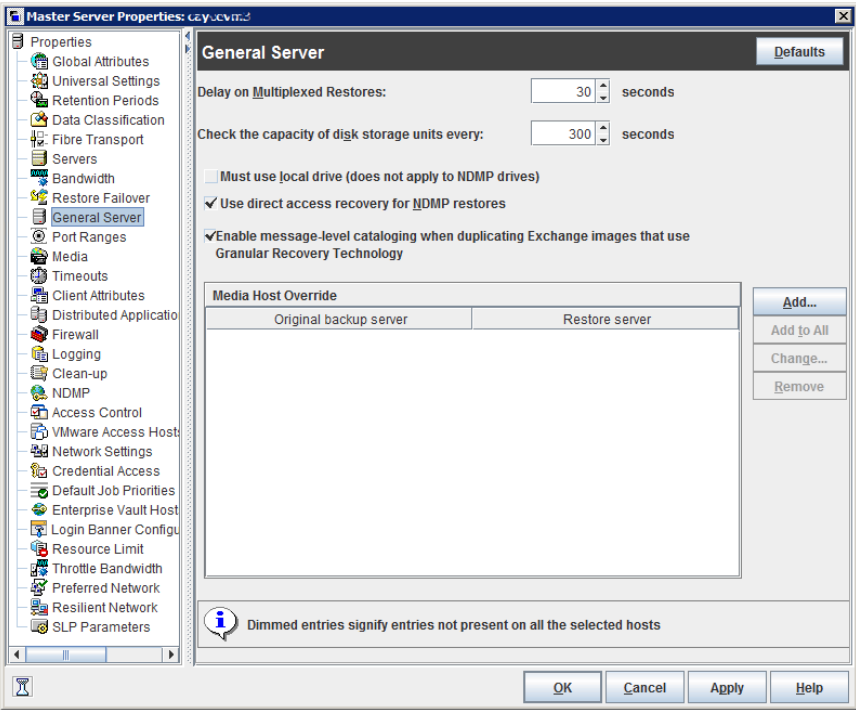 Master Server Properties:
Properties
Global Attributes
Universal Settings
Retention Periods
Data Classification
Fibre Transport
Servers
Bandwidth
Restore Failover
General Server
Port Ranges
Media
Timeouts
Client Attributes
Distributed Applicatio
Firewall
Logging
Clean-up
NDMP
Access Control
VMware Access Hosts
Network Settings
Credential Access
Default Job Priorities
Enterprise Vault Host
Login Banner Configu
Resource Limit
Throttle Bandwidth
Preferred Network
Resilient Network
SLP Parameters
General Server
Defaults
Delay on Multiplexed Restores: 30 seconds
Check the capacity of disk storage units every: 300 seconds
Must use local drive (does not apply to NDMP drives)
Use direct access recovery for NDMP restores
Enable message-level cataloging when duplicating Exchange images that use
Granular Recovery Technology
Media Host Override
Original backup server Restore server
Add...
Add to All
Change...
Remove
Dimmed entries signify entries not present on all the selected hosts
OK Cancel Apply Help